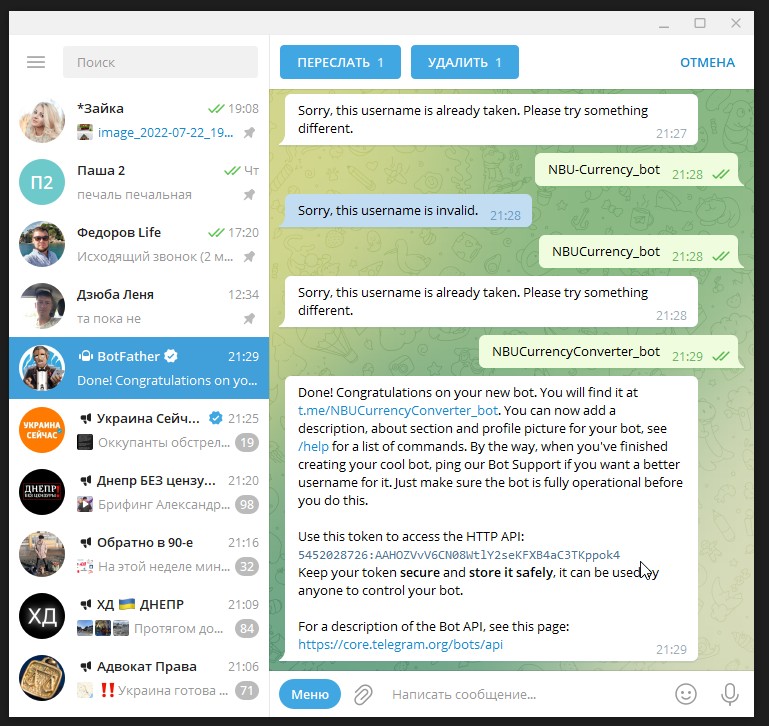 Поиск
ПЕРЕСЛАТЬ 1
УДАЛИТЬ 1
ОТМЕНА
*Зайка 19:08
image_2022-07-22_19...
П2
Паша 2 Чт
печаль печальная
Федоров Life 17:20
Исходящий звонок (2 м...
Дзюба Леня 12:34
та пока не
BotFather 21:29
Done! Congratulations on yo...
УКРАИНА
СЕЙЧАС
Украина Сейч... 21:25
Оккупанты обстрел... 19
ДНЕПР
БЕЗ ЦЕНЗУРЫ
Днепр БЕЗ цензу... 21:20
Брифинг Александр... 98
Обратно в 90-е 21:16
На этой неделе мин... 32
ХД
ХД 🇺🇦 ДНЕПР 21:09
Протягом до... 84
Адвокат Права 21:06
‼️Украина готова ... 71
Sorry, this username is already taken. Please try something
different.
21:27
NBU-Currency_bot 21:28
Sorry, this username is invalid. 21:28
NBUCurrency_bot 21:28
Sorry, this username is already taken. Please try something
different.
21:28
NBUCurrencyConverter_bot 21:29
Done! Congratulations on your new bot. You will find it at
t.me/NBUCurrencyConverter_bot. You can now add a
description, about section and profile picture for your bot, see
/help for a list of commands. By the way, when you've finished
creating your cool bot, ping our Bot Support if you want a better
username for it. Just make sure the bot is fully operational before
you do this.
Use this token to access the HTTP API:
5452028726:AAHOZVvV6CN08WtlY2seKFXB4aC3TKppok4
Keep your token secure and store it safely, it can be used by
anyone to control your bot.
For a description of the Bot API, see this page:
https://core.telegram.org/bots/api
21:29
Меню
Написать сообщение...